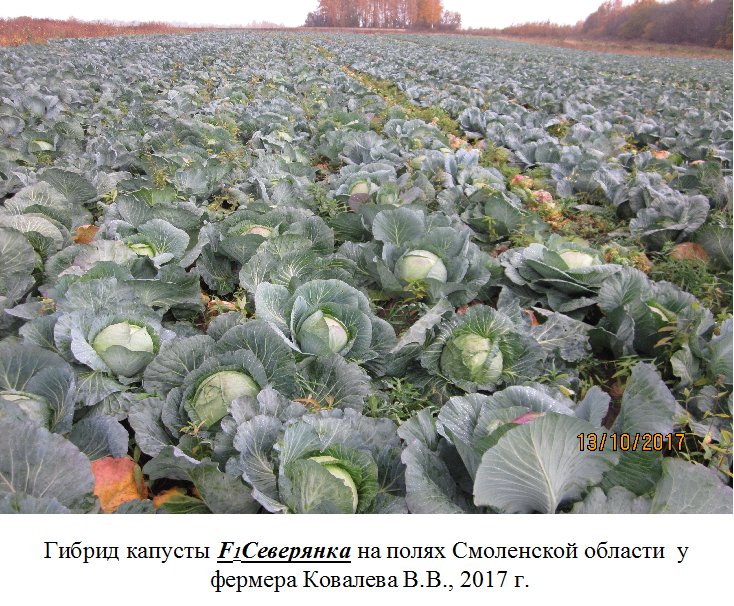 13/10/2017
Гибрид капусты F1Северянка на полях Смоленской области у
фермера Ковалева В.В., 2017 г.